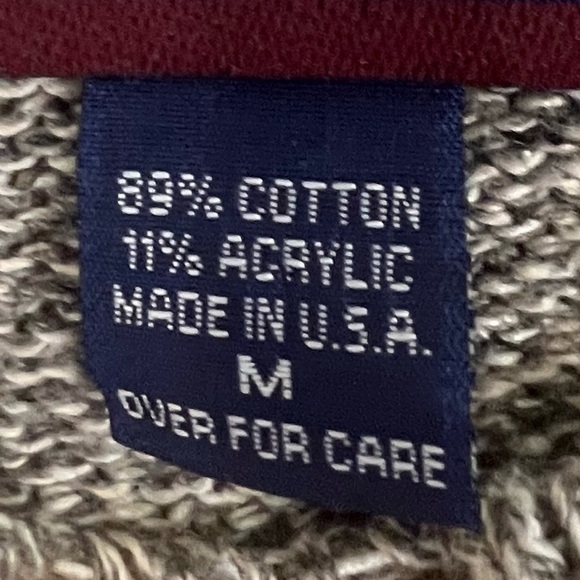 89% COTTON
11% ACRYLIC
MADE IN U.S.A.
M
OVER FOR CARE